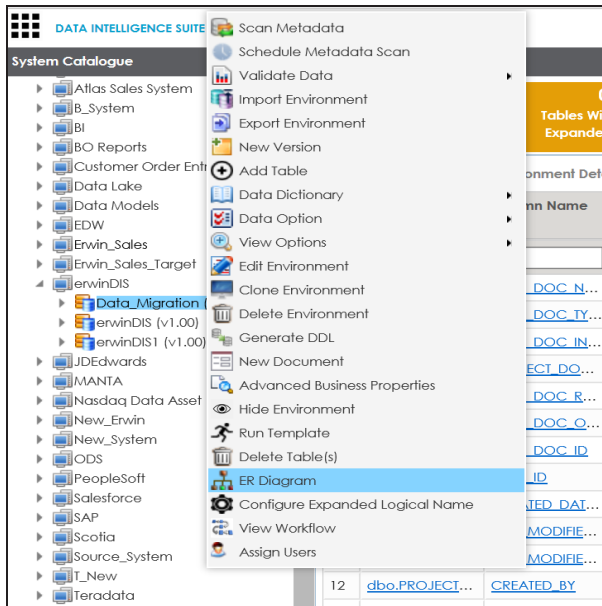 DATA INTELLIGENCE SUITE
System Catalogue
Atlas Sales System
B_System
BI
BO Reports
Customer Order Entr
Data Lake
Data Models
EDW
Erwin_Sales
Erwin_Sales_Target
erwinDIS
Data_Migration (
erwinDIS (v1.00)
erwinDIS1 (v1.00)
JDEdwards
MANTA
Nasdaq Data Asset
New_Erwin
New_System
ODS
PeopleSoft
Salesforce
SAP
Scotia
Source_System
T_New
Teradata
Scan Metadata
Schedule Metadata Scan
Validate Data
Import Environment
Export Environment
New Version
Add Table
Data Dictionary
Data Option
View Options
Edit Environment
Clone Environment
Delete Environment
Generate DDL
New Document
Advanced Business Properties
Hide Environment
Run Template
Delete Table(s)
ER Diagram
Configure Expanded Logical Name
View Workflow
Assign Users
Tables Wi
Expande
onment Det
mn Name
_DOC_N...
_DOC_TY...
_DOC_IN...
ECT_DO...
_DOC_R...
_DOC_O...
_DOC_ID
_ID
ATED_DAT...
_MODIFIE...
_MODIFIE...
12 dbo.PROJECT... CREATED_BY